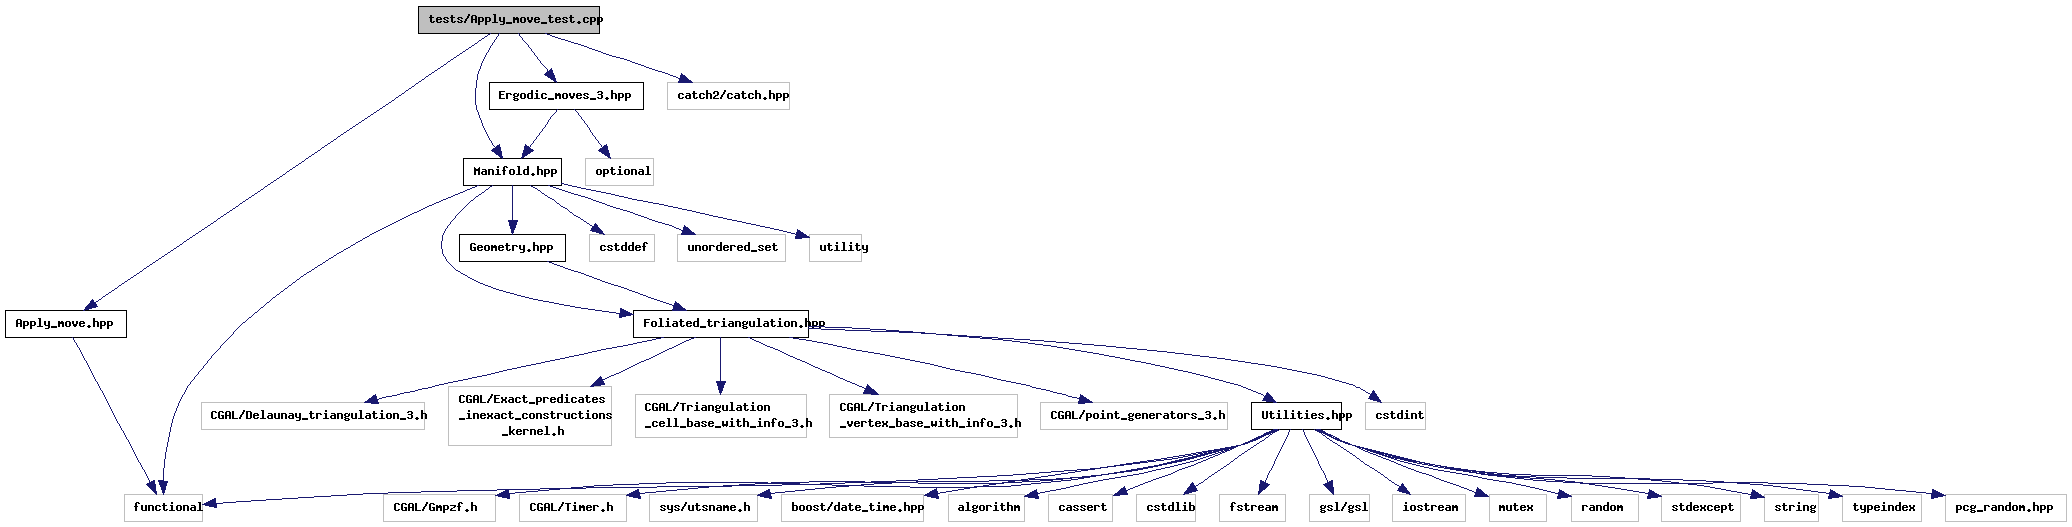 tests/Apply_move_test.cpp
Ergodic_moves_3.hpp
catch2/catch.hpp
Manifold.hpp
optional
Geometry.hpp
cstddef
unordered_set
utility
Apply_move.hpp
Foliated_triangulation.hpp
CGAL/Delaunay_triangulation_3.h
CGAL/Exact_predicates
_inexact_constructions
_kernel.h
CGAL/Triangulation
_cell_base_with_info_3.h
CGAL/Triangulation
_vertex_base_with_info_3.h
CGAL/point_generators_3.h
Utilities.hpp
cstdint
functional
CGAL/Gmpzf.h
CGAL/Timer.h
sys/utsname.h
boost/date_time.hpp
algorithm
cassert
cstdlib
fstream
gsl/gsl
iostream
mutex
random
stdexcept
string
typeindex
pcg_random.hpp